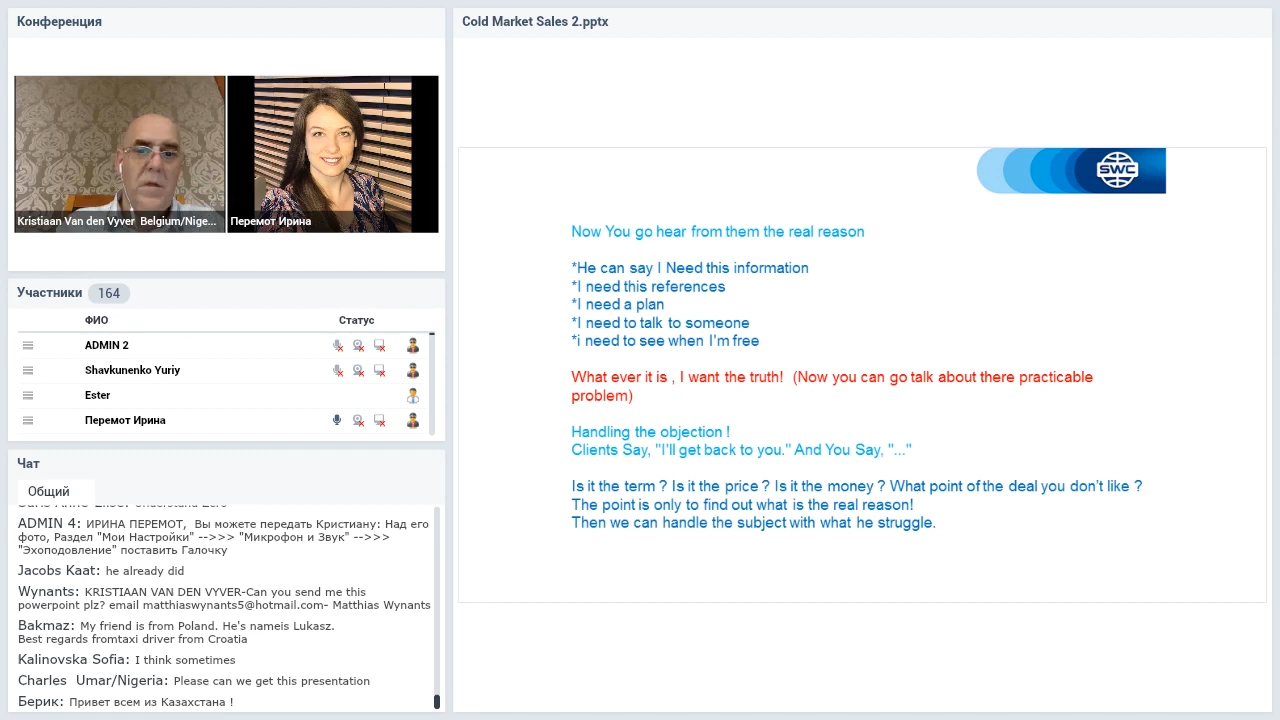 Конференция
Kristiaan Van den Vyver Belgium/Nige...
Перемот Ирина
Участники 164
ФИО Статус
ADMIN 2
Shavkunenko Yuriy
Ester
Перемот Ирина
Чат
Общий
ADMIN 4: ИРИНА ПЕРЕМОТ, Вы можете передать Кристиану: Над его
фото, Раздел "Мои Настройки" -->>> "Микрофон и Звук" -->>>
"Эхоподовление" поставить Галочку
Jacobs Kaat: he already did
Wynants: KRISTIAAN VAN DEN VYVER-Can you send me this
powerpoint plz? email matthiaswynants5@hotmail.com- Matthias Wynants
Bakmaz: My friend is from Poland. He's nameis Lukasz.
Best regards fromtaxi driver from Croatia
Kalinovska Sofia: I think sometimes
Charles Umar/Nigeria: Please can we get this presentation
Берик: Привет всем из Казахстана !
Cold Market Sales 2.pptx
SWC
Now You go hear from them the real reason
*He can say I Need this information
*I need this references
*I need a plan
*I need to talk to someone
*i need to see when I'm free
What ever it is , I want the truth! (Now you can go talk about there practicable
problem)
Handling the objection !
Clients Say, "I'll get back to you." And You Say, "..."
Is it the term ? Is it the price ? Is it the money ? What point of the deal you don't like ?
The point is only to find out what is the real reason!
Then we can handle the subject with what he struggle.